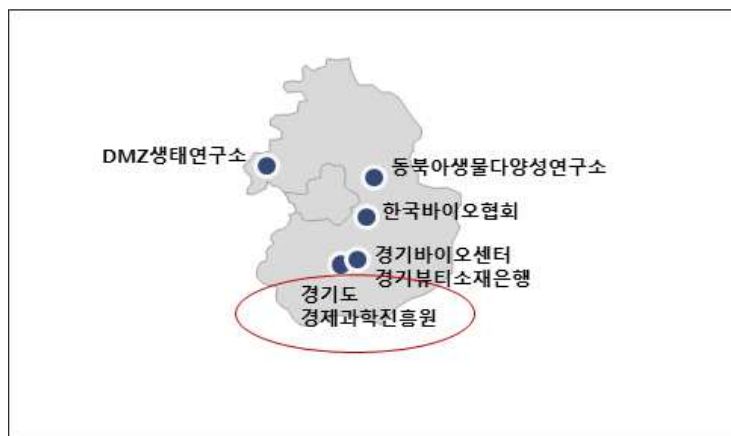 DMZ생태연구소
동북아생물다양성연구소
한국바이오협회
경기바이오센터
경기뷰티소재은행
경기도
경제과학진흥원